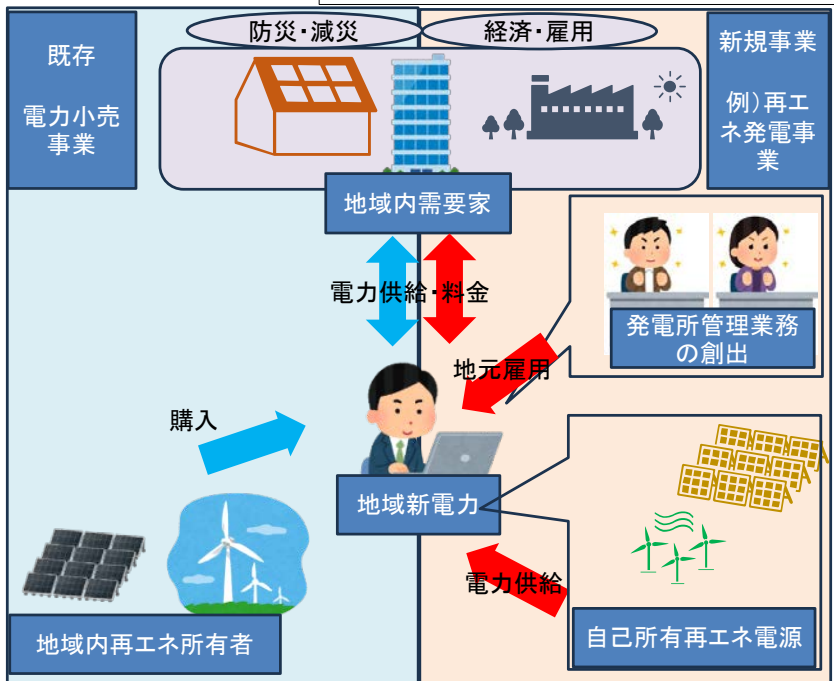 防災・減災
経済・雇用
既存
電力小売
事業
新規事業
例)再エ
ネ発電事
業
地域内需要家
電力供給・料金
発電所管理業務
の創出
地元雇用
購入
地域新電力
電力供給
地域内再エネ所有者
自己所有再エネ電源